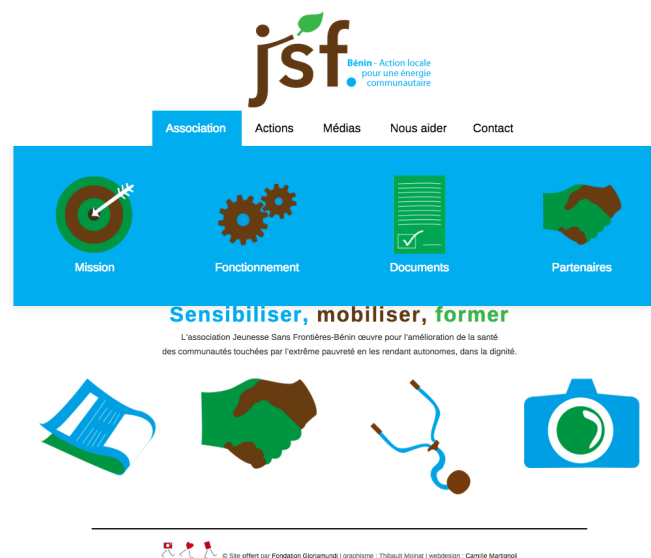 jsf.
Bénin - Action locale
pour une énergie
communautaire
Association Actions Médias Nous aider Contact
Mission Fonctionnement Documents Partenaires
Sensibiliser, mobiliser, former
L'association Jeunesse Sans Frontières-Bénin œuvre pour l'amélioration de la santé
des communautés touchées par l'extrême pauvreté en les rendant autonomes, dans la dignité.
© Site offert par Fondation Gloriamundi | graphisme : Thibault Moinat | webdesign : Camille Martignoli